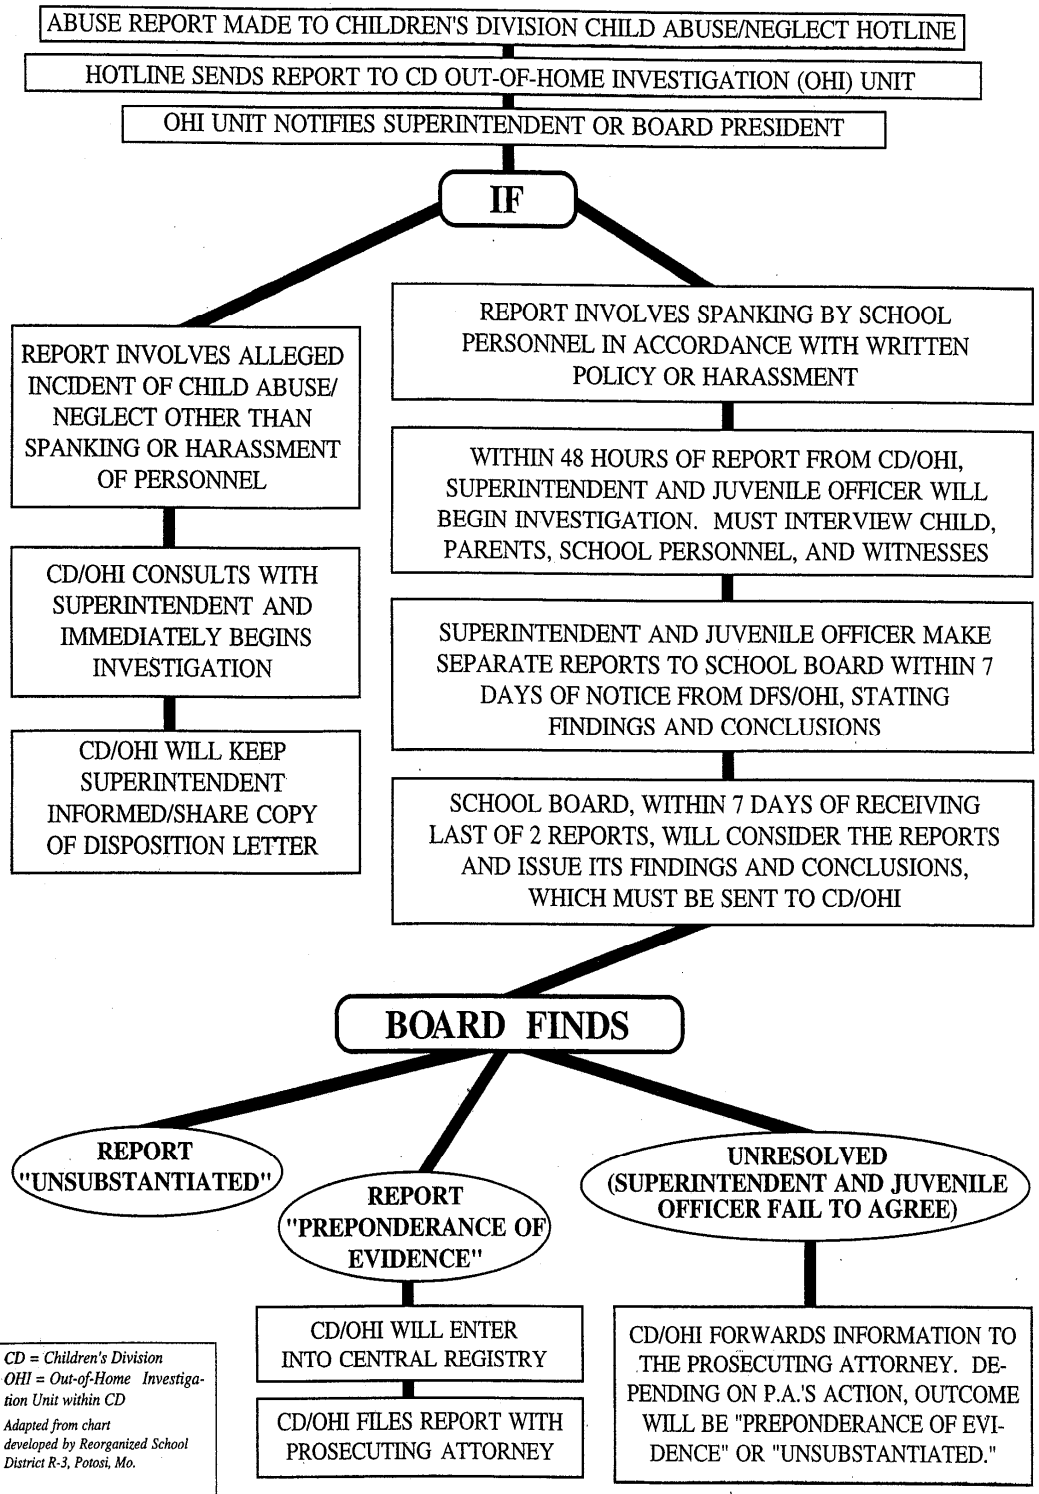 ABUSE REPORT MADE TO CHILDREN'S DIVISION CHILD ABUSE/NEGLECT HOTLINE
HOTLINE SENDS REPORT TO CD OUT-OF-HOME INVESTIGATION (OHI) UNIT
OHI UNIT NOTIFIES SUPERINTENDENT OR BOARD PRESIDENT
IF
REPORT INVOLVES ALLEGED
INCIDENT OF CHILD ABUSE/
NEGLECT OTHER THAN
SPANKING OR HARASSMENT
OF PERSONNEL
CD/OHI CONSULTS WITH
SUPERINTENDENT AND
IMMEDIATELY BEGINS
INVESTIGATION
CD/OHI WILL KEEP
SUPERINTENDENT
INFORMED/SHARE COPY
OF DISPOSITION LETTER
REPORT INVOLVES SPANKING BY SCHOOL
PERSONNEL IN ACCORDANCE WITH WRITTEN
POLICY OR HARASSMENT
WITHIN 48 HOURS OF REPORT FROM CD/OHI,
SUPERINTENDENT AND JUVENILE OFFICER WILL
BEGIN INVESTIGATION. MUST INTERVIEW CHILD,
PARENTS, SCHOOL PERSONNEL, AND WITNESSES
SUPERINTENDENT AND JUVENILE OFFICER MAKE
SEPARATE REPORTS TO SCHOOL BOARD WITHIN 7
DAYS OF NOTICE FROM DFS/OHI, STATING
FINDINGS AND CONCLUSIONS
SCHOOL BOARD, WITHIN 7 DAYS OF RECEIVING
LAST OF 2 REPORTS, WILL CONSIDER THE REPORTS
AND ISSUE ITS FINDINGS AND CONCLUSIONS,
WHICH MUST BE SENT TO CD/OHI
BOARD FINDS
REPORT
"UNSUBSTANTIATED"
REPORT
"PREPONDERANCE OF
EVIDENCE"
CD/OHI WILL ENTER
INTO CENTRAL REGISTRY
CD/OHI FILES REPORT WITH
PROSECUTING ATTORNEY
UNRESOLVED
(SUPERINTENDENT AND JUVENILE
OFFICER FAIL TO AGREE)
CD/OHI FORWARDS INFORMATION TO
THE PROSECUTING ATTORNEY. DE-
PENDING ON P.A.'S ACTION, OUTCOME
WILL BE "PREPONDERANCE OF EVI-
DENCE" OR "UNSUBSTANTIATED."
CD = Children's Division
OHI = Out-of-Home Investiga-
tion Unit within CD
Adapted from chart
developed by Reorganized School
District R-3, Potosi, Mo.